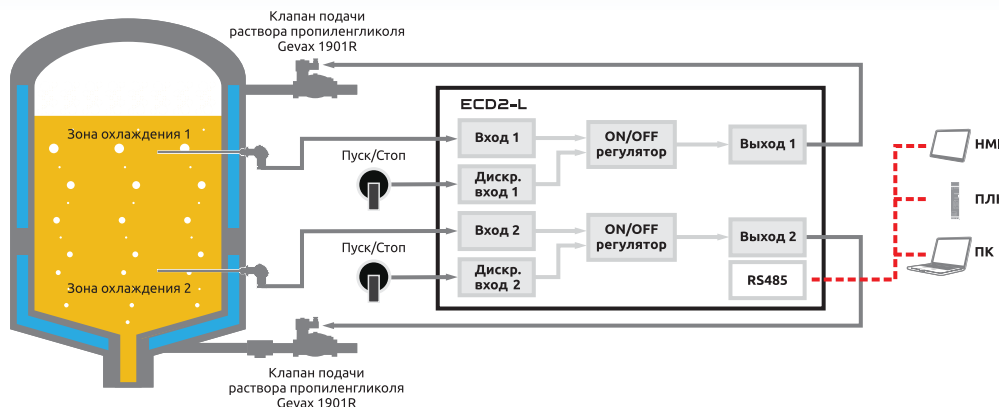 Клапан подачи
раствора пропиленгликоля
Gevax 1901R
Зона охлаждения 1
Зона охлаждения 2
Пуск/Стоп
Пуск/Стоп
ECD2-L
Вход 1
ON/OFF
регулятор
Выход 1
Дискр.
вход 1
Вход 2
ON/OFF
регулятор
Выход 2
Дискр.
вход 2
RS485
ПК
Клапан подачи
раствора пропиленгликоля
Gevax 1901R